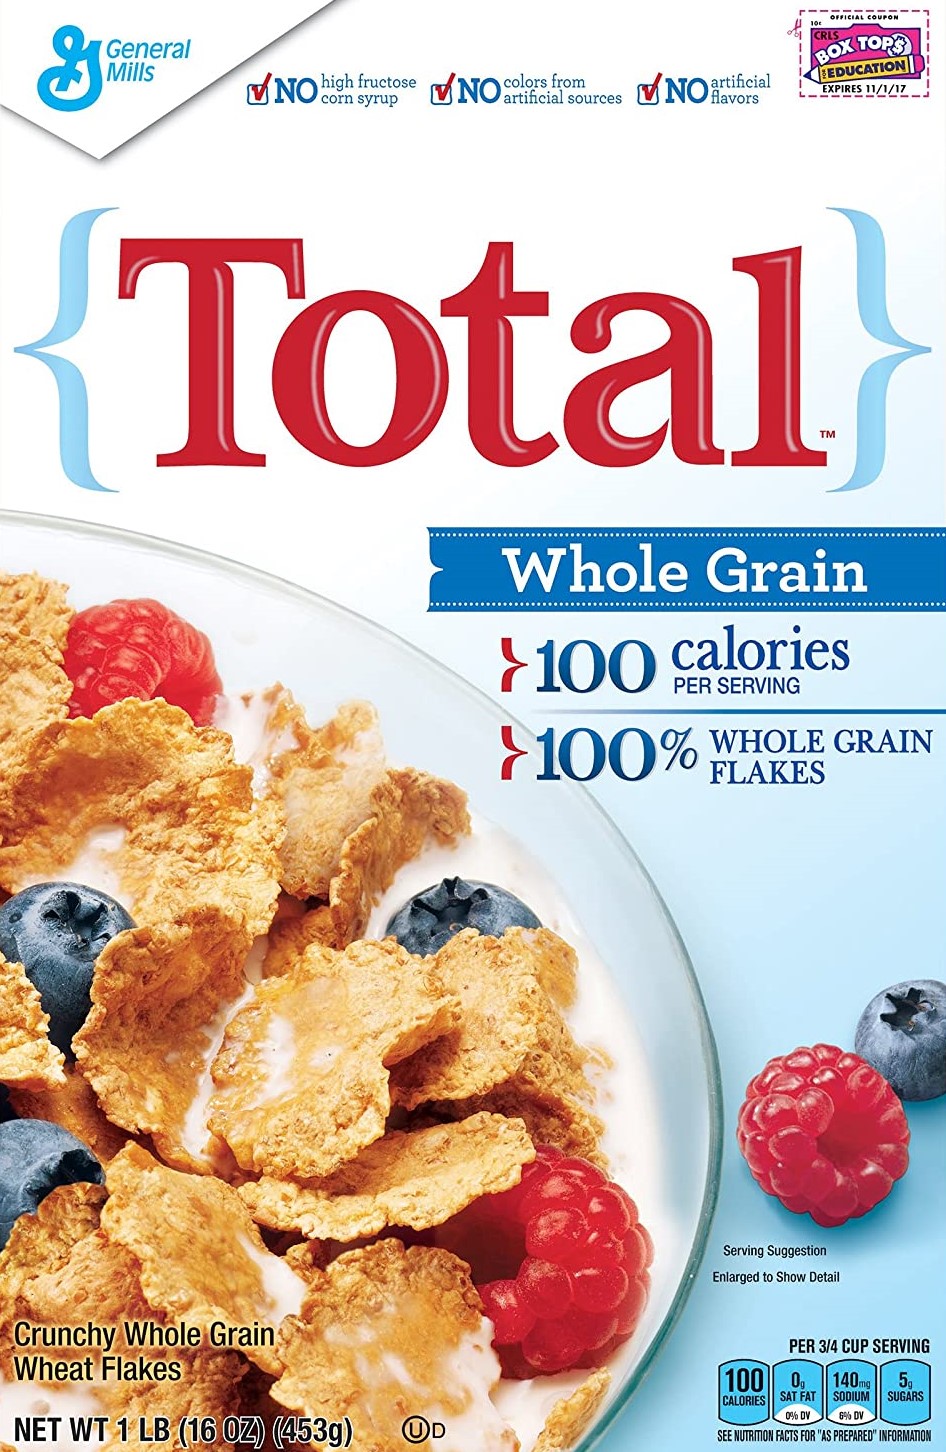 General
Mills
NO high fructose
corn syrup
NO colors from
artificial sources
NO artificial
flavors
OFFICIAL COUPON
10¢
CRLS
BOX TOPS
FOR EDUCATION
EXPIRES 11/1/17
{Total}™
Whole Grain
100 calories
PER SERVING
100% WHOLE GRAIN
FLAKES
Serving Suggestion
Enlarged to Show Detail
Crunchy Whole Grain
Wheat Flakes
NET WT 1 LB (16 OZ) (453g)
U D
PER 3/4 CUP SERVING
100
CALORIES
0g
SAT FAT
0% DV
140mg
SODIUM
6% DV
5g
SUGARS
SEE NUTRITION FACTS FOR "AS PREPARED" INFORMATION